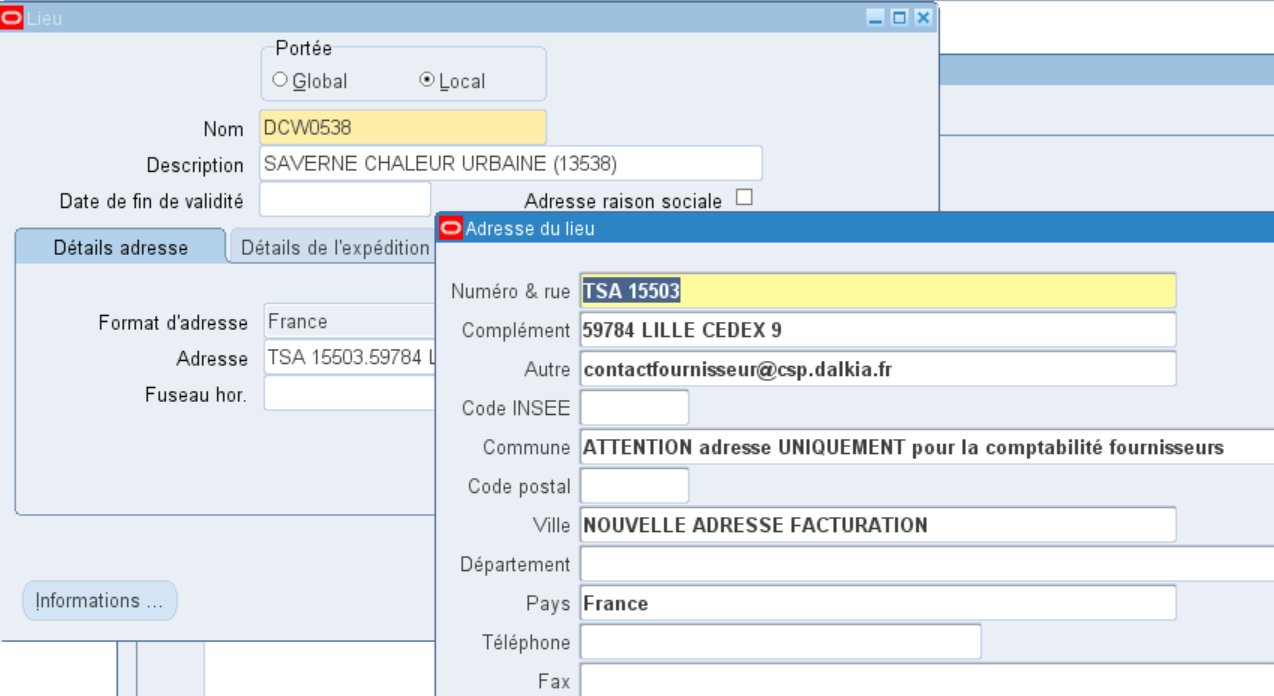 Lieu
Portée
Global
Local
Nom DCW0538
Description SAVERNE CHALEUR URBAINE (13538)
Date de fin de validité
Adresse raison sociale
Détails adresse
Détails de l'expédition
Format d'adresse France
Adresse TSA 15503.59784 L
Fuseau hor.
Informations ...
Adresse du lieu
Numéro & rue TSA 15503
Complément 59784 LILLE CEDEX 9
Autre contactfournisseur@csp.dalkia.fr
Code INSEE
Commune ATTENTION adresse UNIQUEMENT pour la comptabilité fournisseurs
Code postal
Ville NOUVELLE ADRESSE FACTURATION
Département
Pays France
Téléphone
Fax